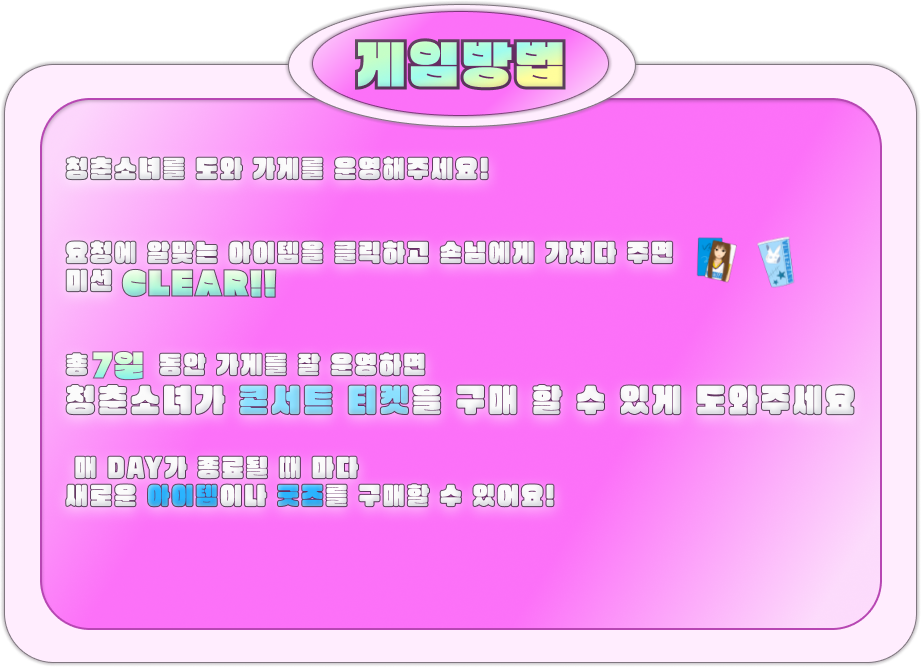 게임방법
청춘소녀를 도와 가게를 운영해주세요!
요청에 알맞는 아이템을 클릭하고 손님에게 가져다 주면
미션 CLEAR!!
총7일 동안 가게를 잘 운영하면
청춘소녀가 콘서트 티켓을 구매 할 수 있게 도와주세요
매 DAY가 종료될 때 마다
새로운 아이템이나 굿즈를 구매할 수 있어요!